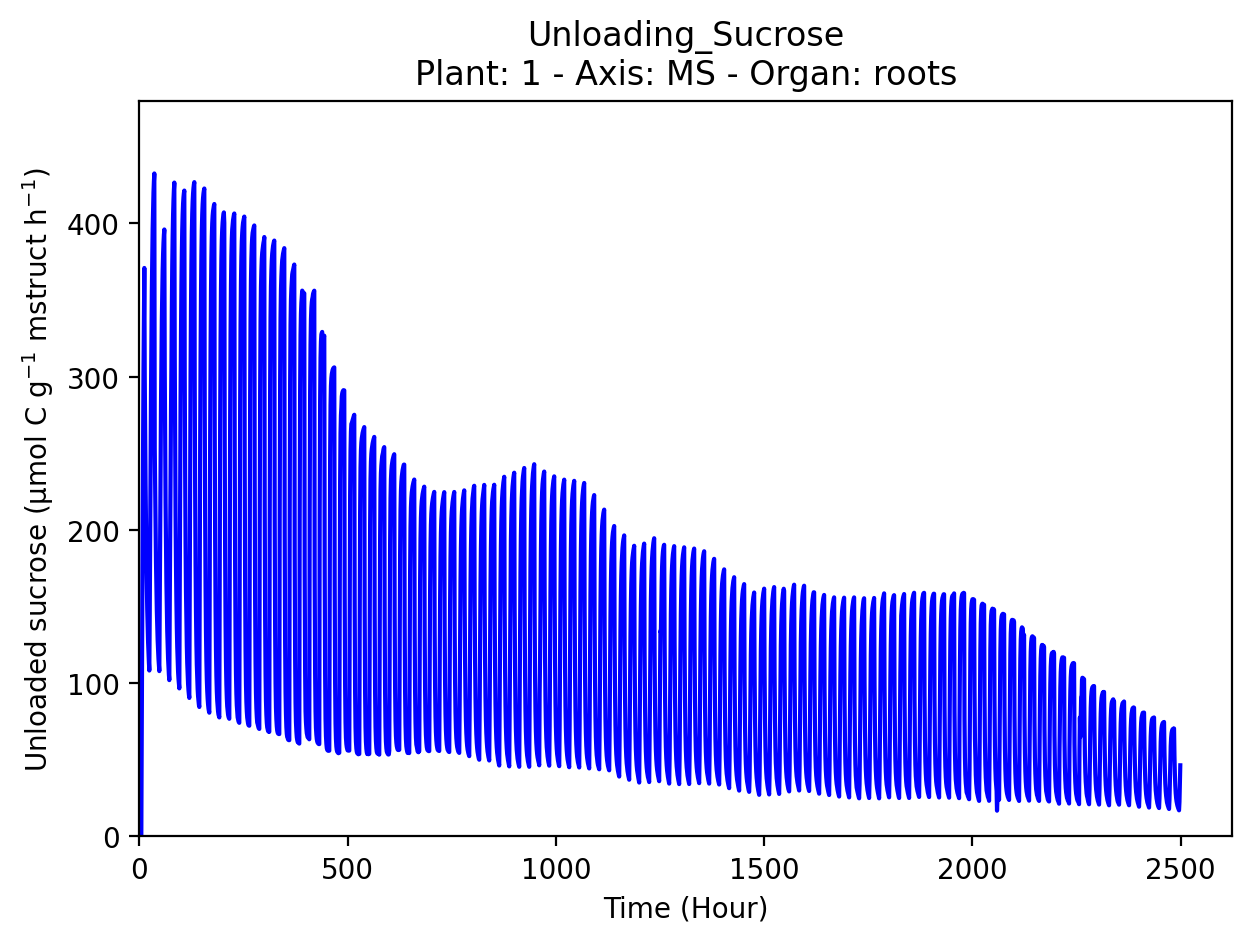 Unloading_Sucrose
Plant: 1 - Axis: MS - Organ: roots
Unloaded sucrose (µmol C g⁻¹ mstruct h⁻¹)
400
300
200
100
0
0 500 1000 1500 2000 2500
Time (Hour)